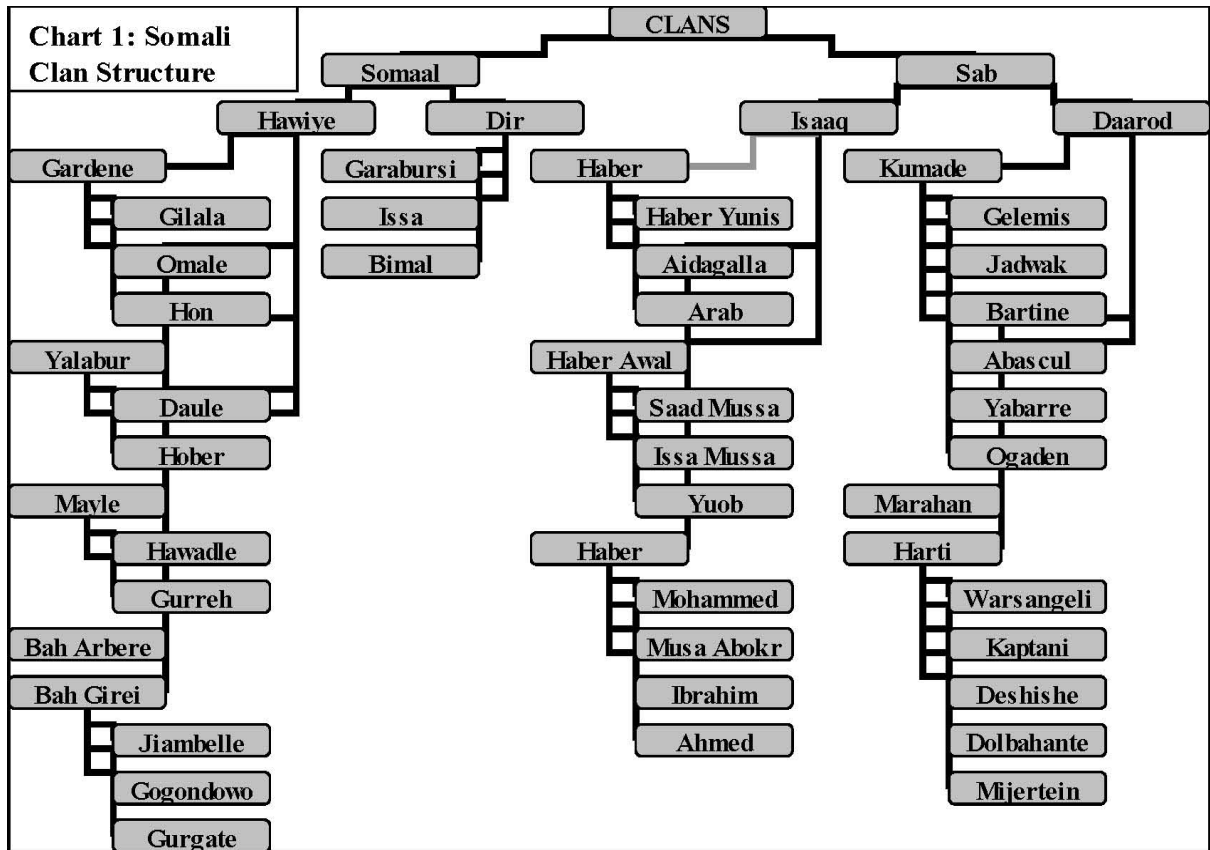 Chart 1: Somali
Clan Structure
CLANS
Somaal
Sab
Hawiye
Dir
Isaaq
Daarod
Gardene
Gilala
Omale
Hon
Yalabur
Daule
Hober
Mayle
Hawadle
Gurreh
Bah Arbere
Bah Girei
Jiambelle
Gogondowo
Gurgate
Garabursi
Issa
Bimal
Haber
Haber Yunis
Aidagalla
Arab
Haber Awal
Saad Mussa
Issa Mussa
Yuob
Haber
Mohammed
Musa Abokr
Ibrahim
Ahmed
Kumade
Gelemis
Jadwak
Bartine
Abascul
Yabarre
Ogaden
Marahan
Harti
Warsangeli
Kaptani
Deshishe
Dolbahante
Mijertein